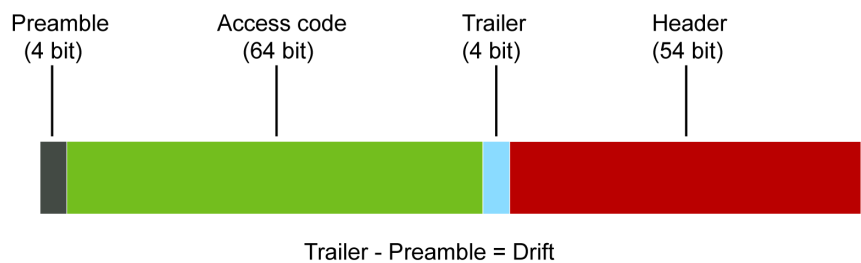 Preamble
(4 bit)
Access code
(64 bit)
Trailer
(4 bit)
Header
(54 bit)
Trailer - Preamble = Drift